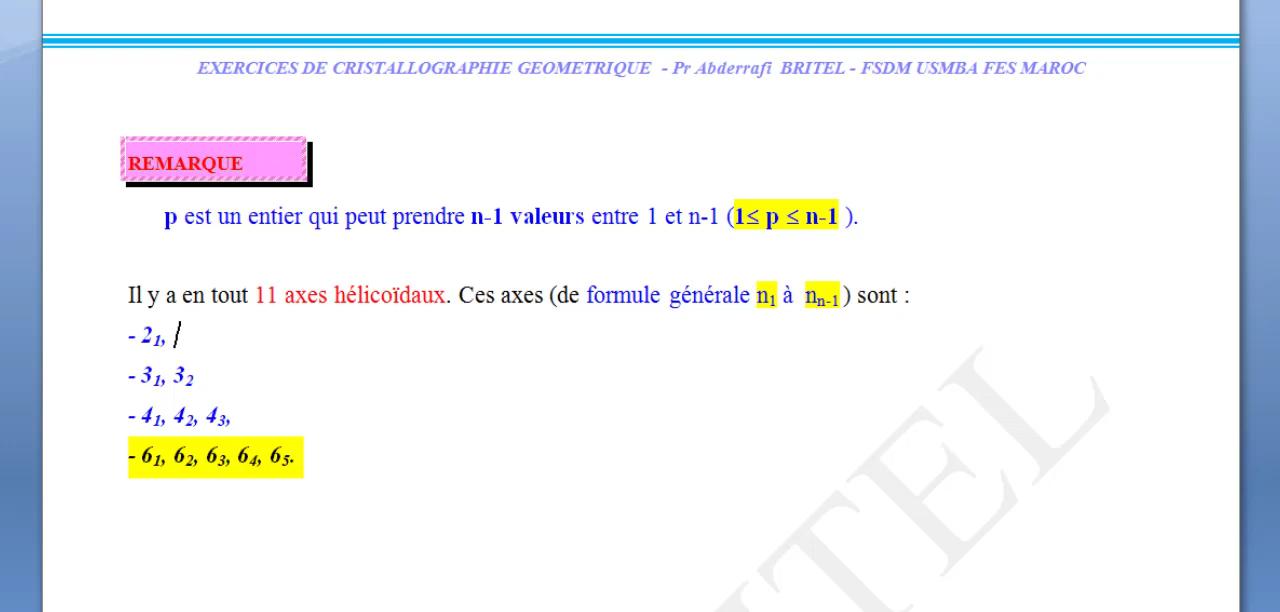 EXERCICES DE CRISTALLOGRAPHIE GEOMETRIQUE - Pr Abderrafi BRITEL - FSDM USMBA FES MAROC
REMARQUE
p est un entier qui peut prendre n-1 valeurs entre 1 et n-1 (1≤ p ≤ n-1 ).
Il y a en tout 11 axes hélicoïdaux. Ces axes (de formule générale n₁ à nₙ₋₁ ) sont :
- 2₁,
- 3₁, 3₂
- 4₁, 4₂, 4₃,
- 6₁, 6₂, 6₃, 6₄, 6₅.
ITEL